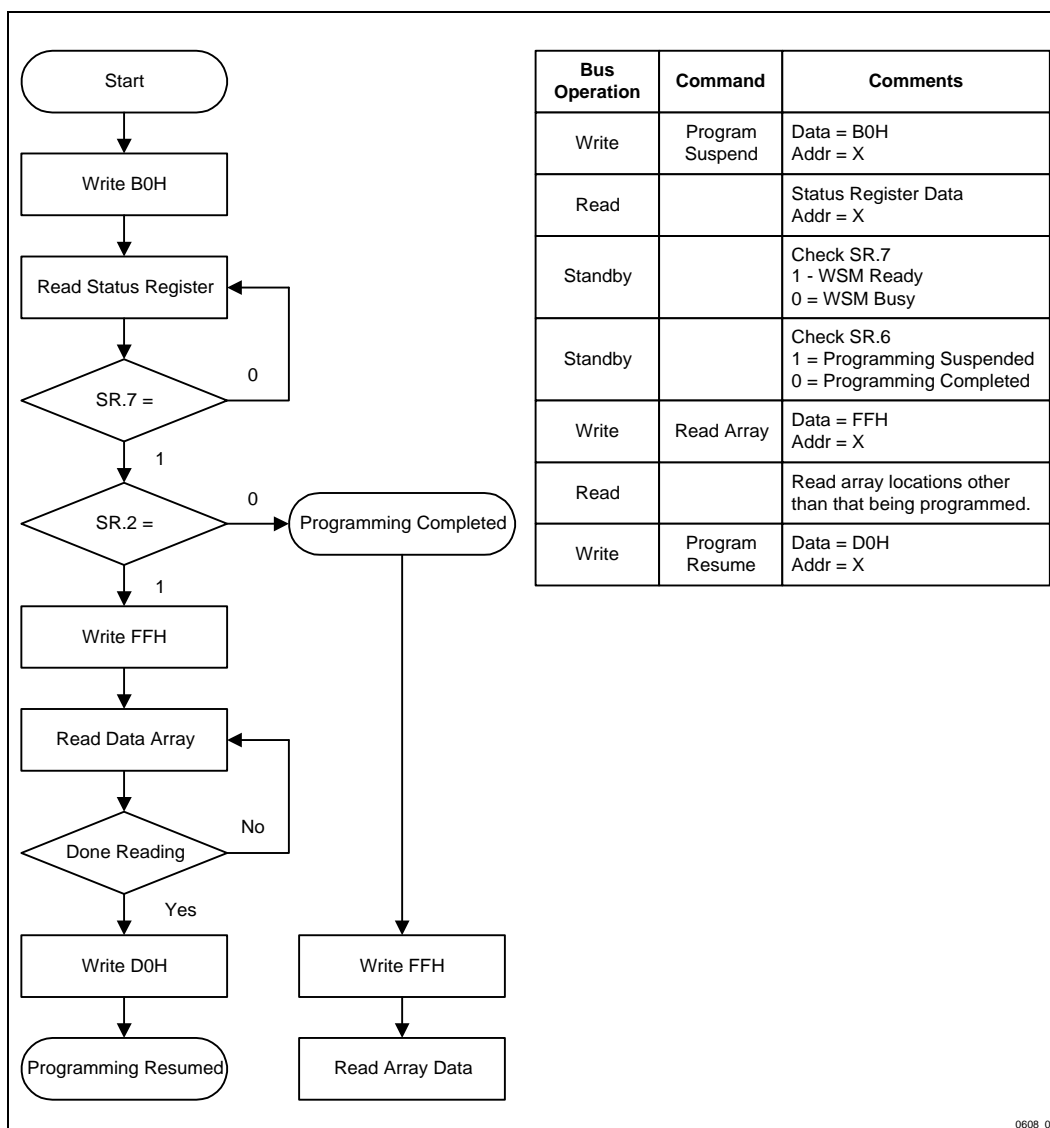 Start
Write B0H
Read Status Register
0
SR.7 =
1
0
SR.2 =
Programming Completed
1
Write FFH
Read Data Array
No
Done Reading
Yes
Write D0H
Write FFH
Programming Resumed
Read Array Data
Bus
Operation
Command
Comments
Write
Program
Suspend
Data = B0H
Addr = X
Read
Status Register Data
Addr = X
Standby
Check SR.7
1 - WSM Ready
0 = WSM Busy
Standby
Check SR.6
1 = Programming Suspended
0 = Programming Completed
Write
Read Array
Data = FFH
Addr = X
Read
Read array locations other
than that being programmed.
Write
Program
Resume
Data = D0H
Addr = X